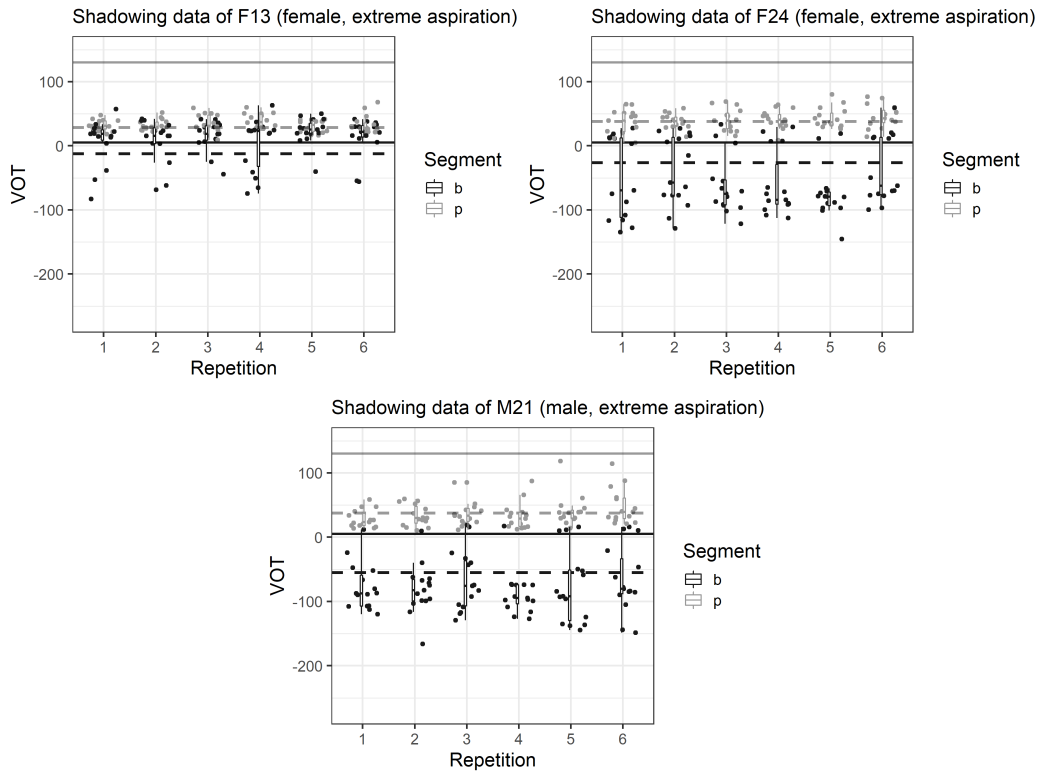 Shadowing data of F13 (female, extreme aspiration)
100
0
-100
-200
VOT
1 2 3 4 5 6
Repetition
Segment
b
p
Shadowing data of F24 (female, extreme aspiration)
100
0
-100
-200
VOT
1 2 3 4 5 6
Repetition
Segment
b
p
Shadowing data of M21 (male, extreme aspiration)
100
0
-100
-200
VOT
1 2 3 4 5 6
Repetition
Segment
b
p